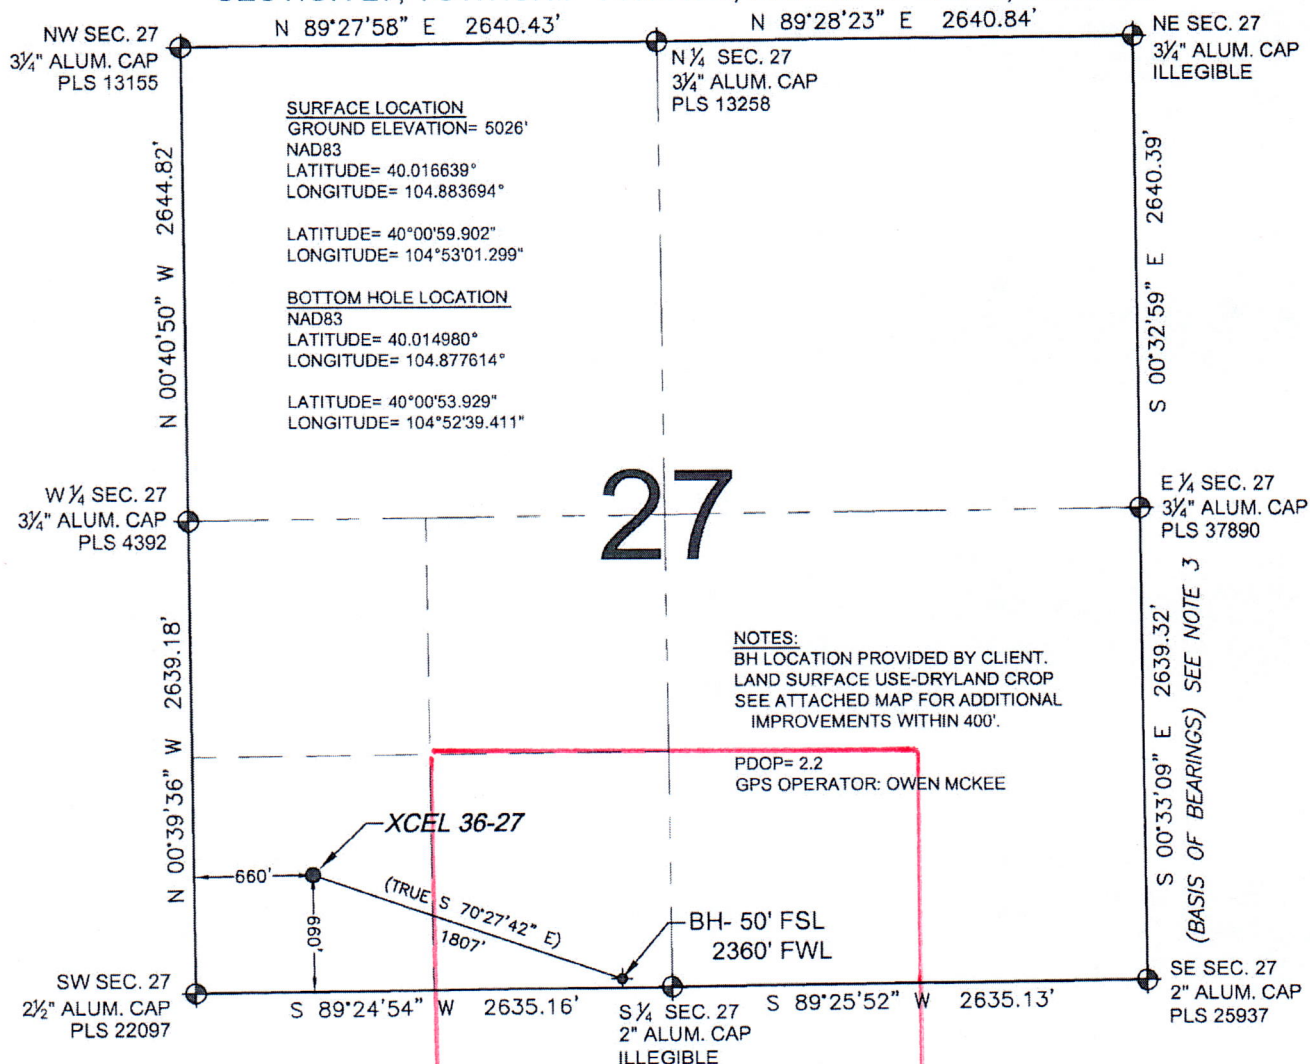 SECTION 27,
N 89°27'58" E 2640.43'
N 89°28'23" E 2640.84'
NW SEC. 27
3¼" ALUM. CAP
PLS 13155
N ¼ SEC. 27
3¼" ALUM. CAP
PLS 13258
NE SEC. 27
3¼" ALUM. CAP
ILLEGIBLE
SURFACE LOCATION
GROUND ELEVATION= 5026'
NAD83
LATITUDE= 40.016639°
LONGITUDE= 104.883694°
LATITUDE= 40°00'59.902"
LONGITUDE= 104°53'01.299"
BOTTOM HOLE LOCATION
NAD83
LATITUDE= 40.014980°
LONGITUDE= 104.877614°
LATITUDE= 40°00'53.929"
LONGITUDE= 104°52'39.411"
N 00°40'50" W 2644.82'
S 00°32'59" E 2640.39'
27
W ¼ SEC. 27
3¼" ALUM. CAP
PLS 4392
E ¼ SEC. 27
3¼" ALUM. CAP
PLS 37890
NOTES:
BH LOCATION PROVIDED BY CLIENT.
LAND SURFACE USE-DRYLAND CROP
SEE ATTACHED MAP FOR ADDITIONAL
IMPROVEMENTS WITHIN 400'.
PDOP= 2.2
GPS OPERATOR: OWEN MCKEE
N 00°39'36" W 2639.18'
S 00°33'09" E 2639.32'
(BASIS OF BEARINGS) SEE NOTE 3
XCEL 36-27
660'
660'
(TRUE S 70°27'42" E)
1807'
BH- 50' FSL
2360' FWL
SW SEC. 27
2½" ALUM. CAP
PLS 22097
S 89°24'54" W 2635.16'
S ¼ SEC. 27
2" ALUM. CAP
ILLEGIBLE
S 89°25'52" W 2635.13'
SE SEC. 27
2" ALUM. CAP
PLS 25937